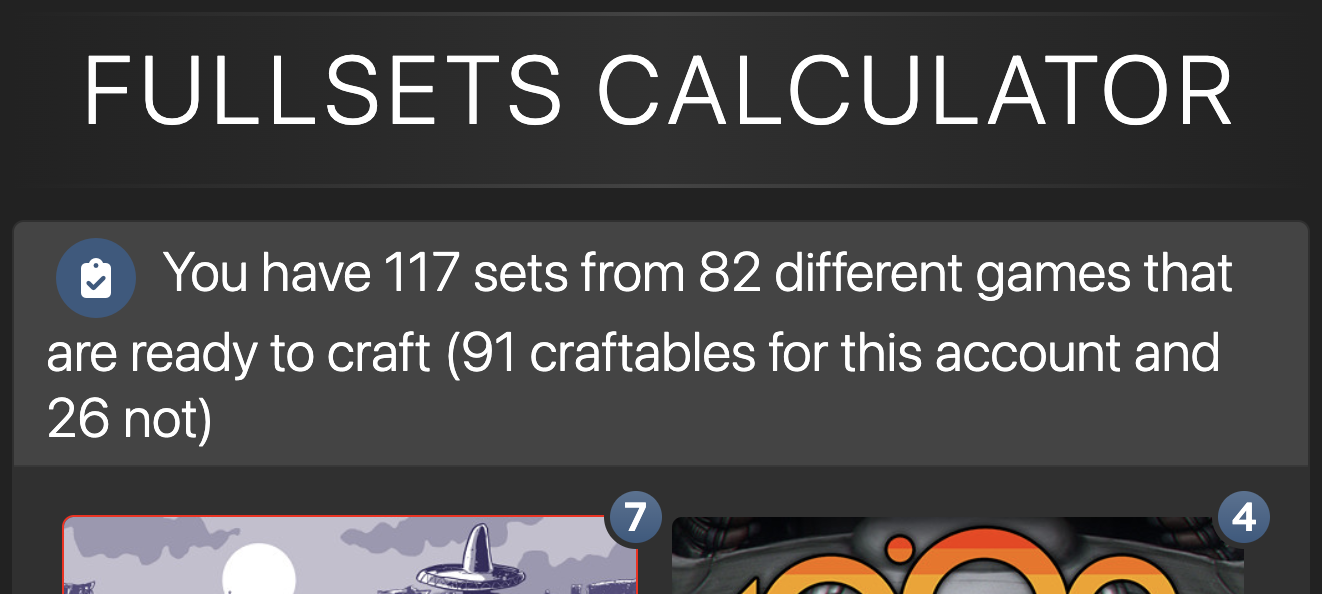 FULLSETS CALCULATOR
You have 117 sets from 82 different games that
are ready to craft (91 craftables for this account and
26 not)
7
4